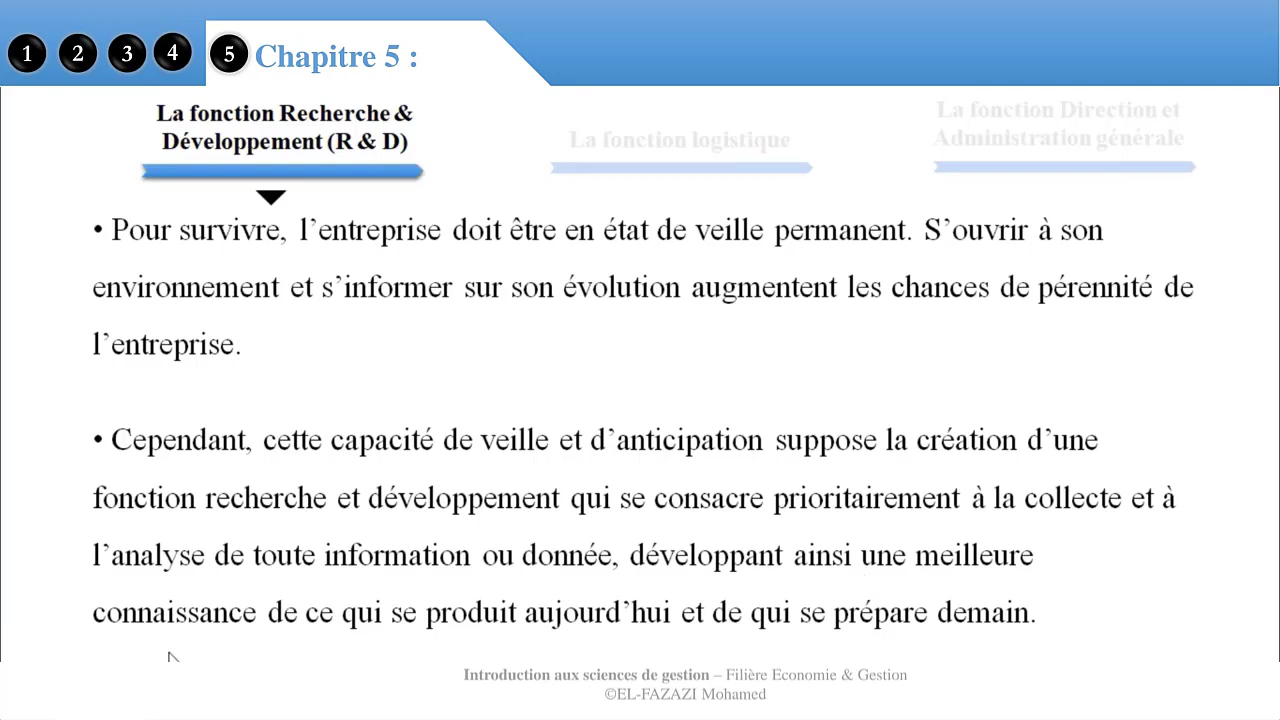 1 2 3 4 5 Chapitre 5 :
La fonction Recherche &
Développement (R & D)
La fonction logistique
La fonction Direction et
Administration générale
• Pour survivre, l’entreprise doit être en état de veille permanent. S’ouvrir à son
environnement et s’informer sur son évolution augmentent les chances de pérennité de
l’entreprise.
• Cependant, cette capacité de veille et d’anticipation suppose la création d’une
fonction recherche et développement qui se consacre prioritairement à la collecte et à
l’analyse de toute information ou donnée, développant ainsi une meilleure
connaissance de ce qui se produit aujourd’hui et de qui se prépare demain.
Introduction aux sciences de gestion – Filière Economie & Gestion
©EL-FAZAZI Mohamed